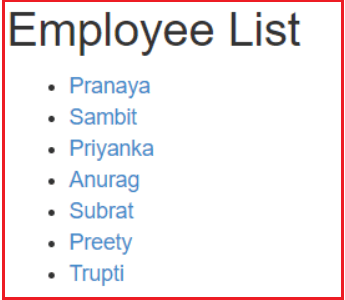 Employee List
Pranaya
Sambit
Priyanka
Anurag
Subrat
Preety
Trupti